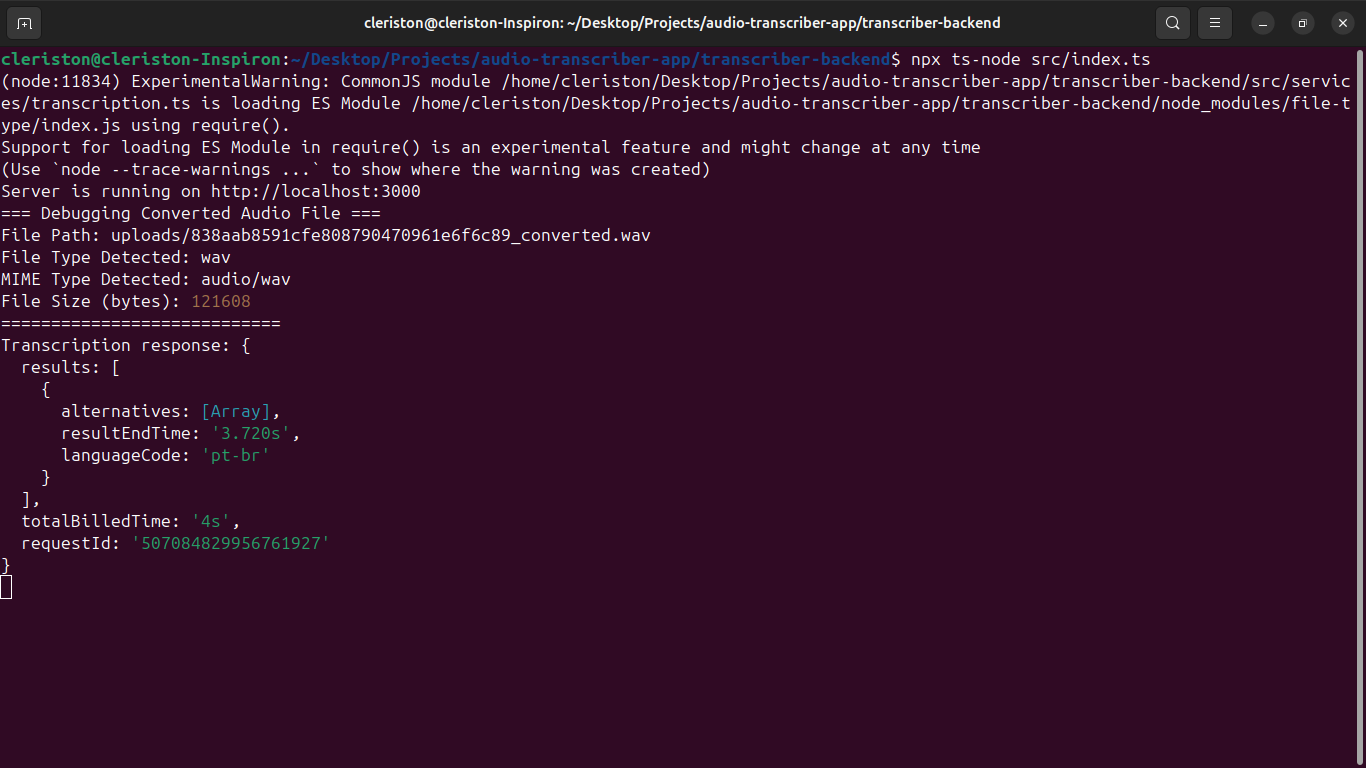 cleriston@cleriston-Inspiron: ~/Desktop/Projects/audio-transcriber-app/transcriber-backend
cleriston@cleriston-Inspiron:~/Desktop/Projects/audio-transcriber-app/transcriber-backend$ npx ts-node src/index.ts
(node:11834) ExperimentalWarning: CommonJS module /home/cleriston/Desktop/Projects/audio-transcriber-app/transcriber-backend/src/servic
es/transcription.ts is loading ES Module /home/cleriston/Desktop/Projects/audio-transcriber-app/transcriber-backend/node_modules/file-t
ype/index.js using require().
Support for loading ES Module in require() is an experimental feature and might change at any time
(Use `node --trace-warnings ...` to show where the warning was created)
Server is running on http://localhost:3000
=== Debugging Converted Audio File ===
File Path: uploads/838aab8591cfe808790470961e6f6c89_converted.wav
File Type Detected: wav
MIME Type Detected: audio/wav
File Size (bytes): 121608
============================
Transcription response: {
  results: [
    {
      alternatives: [Array],
      resultEndTime: '3.720s',
      languageCode: 'pt-br'
    }
  ],
  totalBilledTime: '4s',
  requestId: '507084829956761927'
}